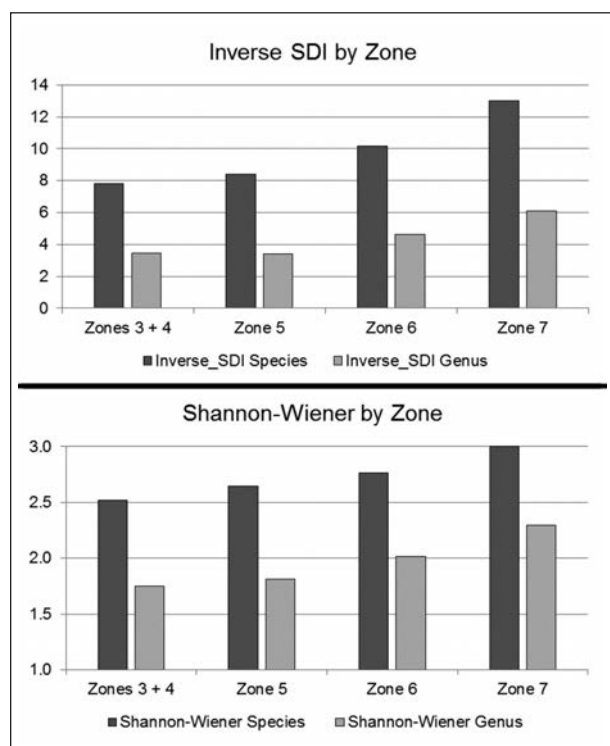 Inverse SDI by Zone
14
12
10
8
6
4
2
0
Zones 3 + 4 Zone 5 Zone 6 Zone 7
Inverse_SDI Species Inverse_SDI Genus
Shannon-Wiener by Zone
3.0
2.5
2.0
1.5
1.0
Zones 3 + 4 Zone 5 Zone 6 Zone 7
Shannon-Wiener Species Shannon-Wiener Genus